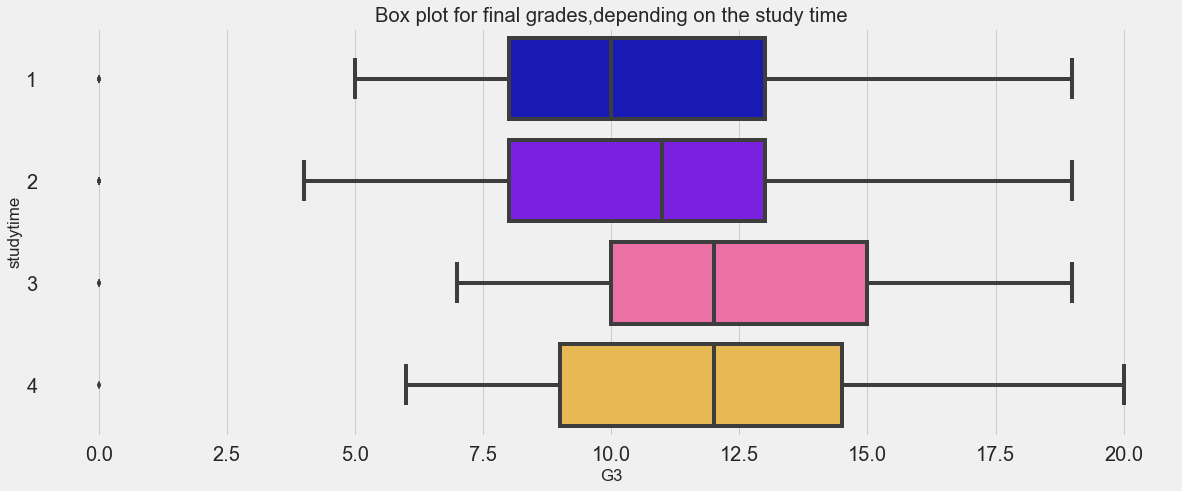 Box plot for final grades,depending on the study time
studytime
1
2
3
4
0.0 2.5 5.0 7.5 10.0 12.5 15.0 17.5 20.0
G3